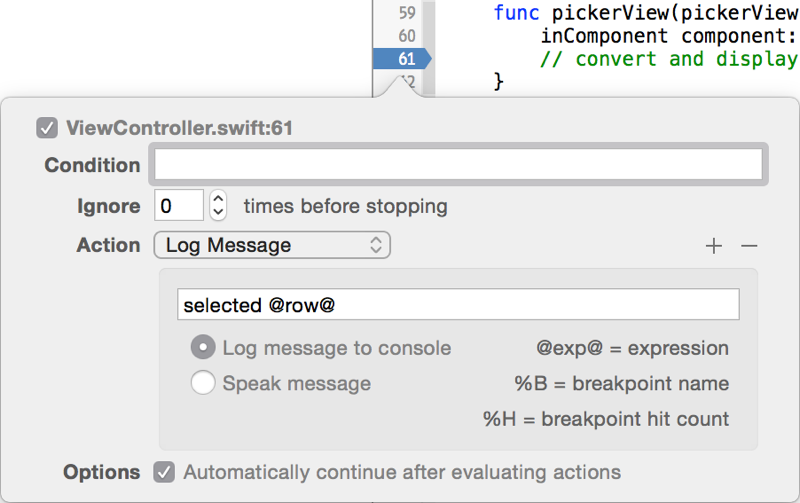 59 func pickerView(pickerView
60 inComponent component:
61 // convert and display
}
ViewController.swift:61
Condition
Ignore 0 times before stopping
Action Log Message + −
selected @row@
Log message to console @exp@ = expression
Speak message %B = breakpoint name
%H = breakpoint hit count
Options Automatically continue after evaluating actions